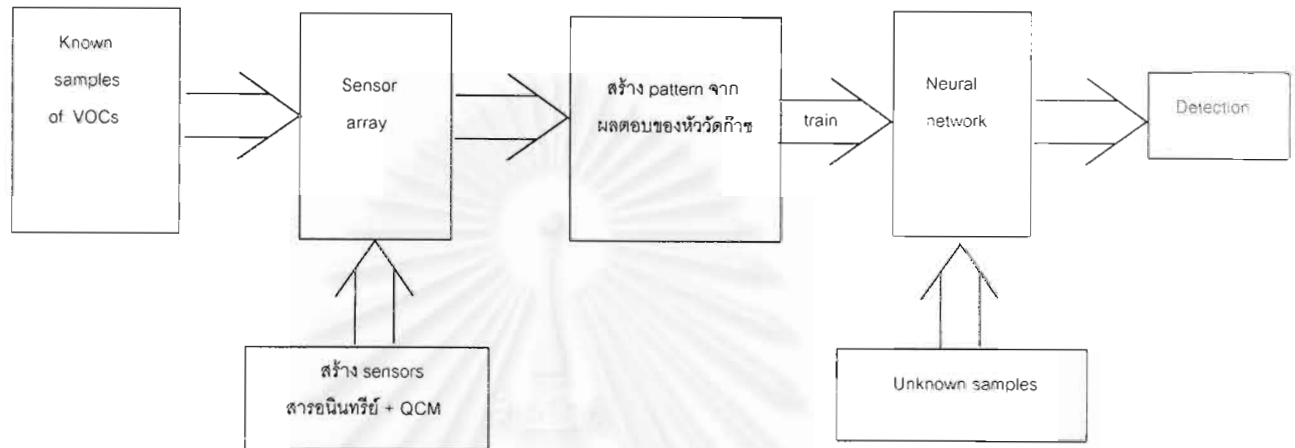 Known
samples
of VOCs
Sensor
array
สร้าง pattern จาก
ผลตอบของหัววัดก๊าซ
train
Neural
network
Detection
สร้าง sensors
สารอนินทรีย์ + QCM
Unknown samples